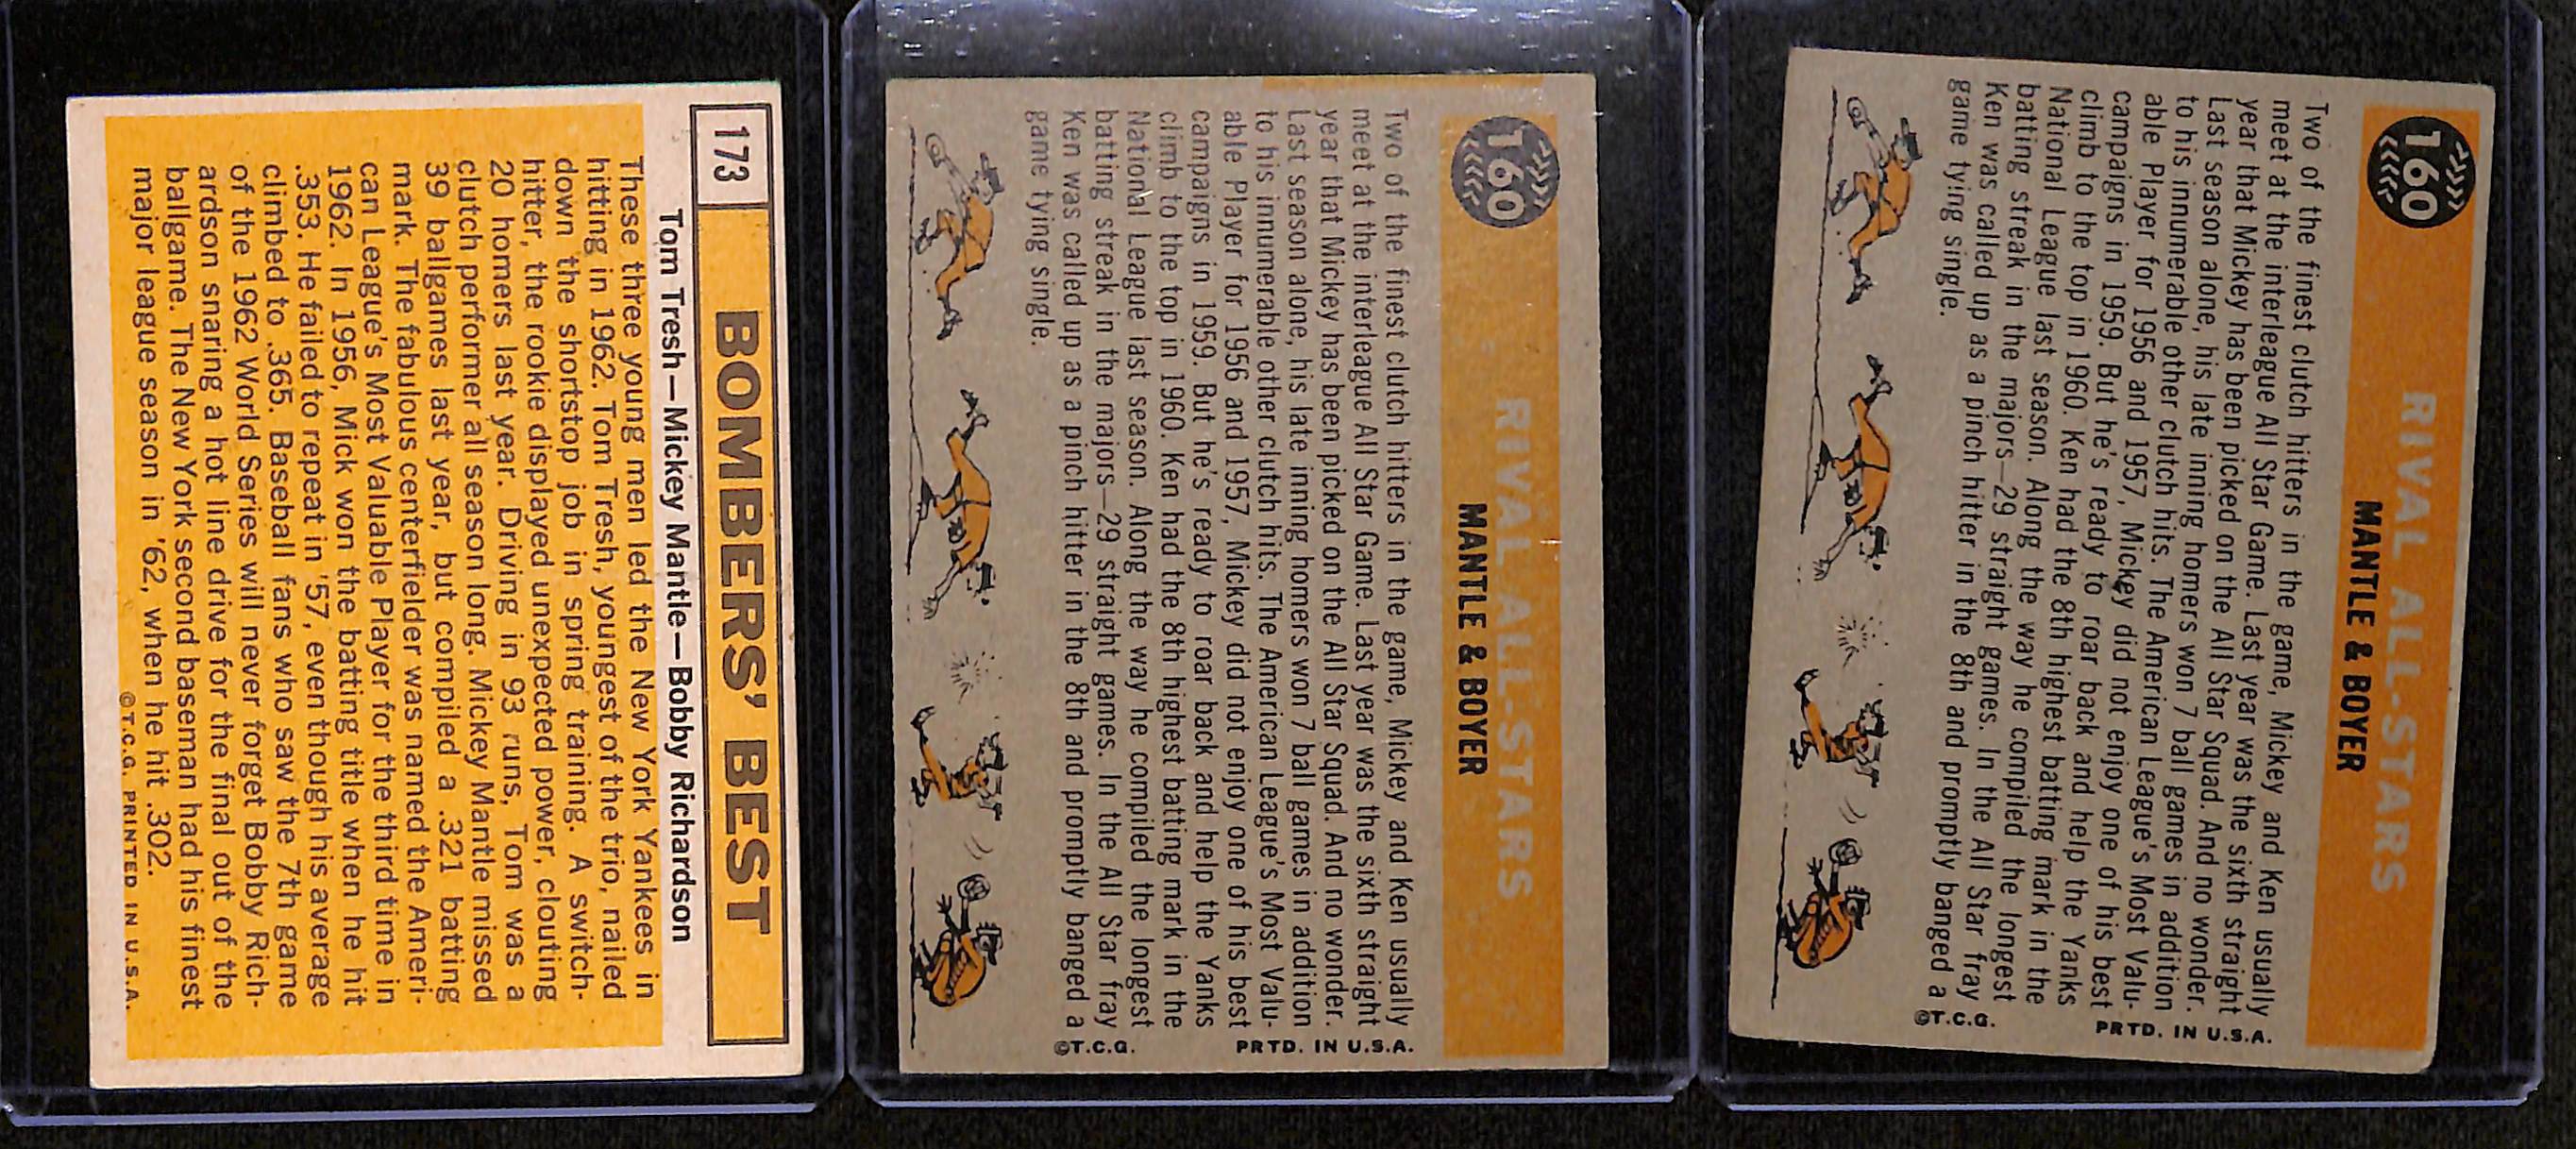 173
BOMBERS' BEST
Tom Tresh—Mickey Mantle—Bobby Richardson
These three young men led the New York Yankees in
hitting in 1962. Tom Tresh, youngest of the trio, nailed
down the shortstop job in spring training. A switch-
hitter, the rookie displayed unexpected power, clouting
20 homers last year. Driving in 93 runs, Tom was a
clutch performer all season long. Mickey Mantle missed
39 ballgames last year, but compiled a .321 batting
mark. The fabulous centerfielder was named the Ameri-
can League's Most Valuable Player for the third time in
1962. In 1956, Mick won the batting title when he hit
.353. He failed to repeat in '57, even though his average
climbed to .365. Baseball fans who saw the 7th game
of the 1962 World Series will never forget Bobby Rich-
ardson snaring a hot line drive for the final out of the
ballgame. The New York second baseman had his finest
major league season in '62, when he hit .302.
©T.C.G. PRINTED IN U.S.A.
160
RIVAL ALL-STARS
MANTLE & BOYER
Two of the finest clutch hitters in the game, Mickey and Ken usually
meet at the interleague All Star Game. Last year was the sixth straight
year that Mickey has been picked on the All Star Squad. And no wonder.
Last season alone, his late inning homers won 7 ball games in addition
to his innumerable other clutch hits. The American League's Most Valu-
able Player for 1956 and 1957, Mickey did not enjoy one of his best
campaigns in 1959. But he's ready to roar back and help the Yanks
climb to the top in 1960. Ken had the 8th highest batting mark in the
National League last season. Along the way he compiled the longest
batting streak in the majors—29 straight games. In the All Star fray
Ken was called up as a pinch hitter in the 8th and promptly banged a
game tying single.
©T.C.G.
PRTD. IN U.S.A.
160
RIVAL ALL-STARS
MANTLE & BOYER
Two of the finest clutch hitters in the game, Mickey and Ken usually
meet at the interleague All Star Game. Last year was the sixth straight
year that Mickey has been picked on the All Star Squad. And no wonder.
Last season alone, his late inning homers won 7 ball games in addition
to his innumerable other clutch hits. The American League's Most Valu-
able Player for 1956 and 1957, Mickey did not enjoy one of his best
campaigns in 1959. But he's ready to roar back and help the Yanks
climb to the top in 1960. Ken had the 8th highest batting mark in the
National League last season. Along the way he compiled the longest
batting streak in the majors—29 straight games. In the All Star fray
Ken was called up as a pinch hitter in the 8th and promptly banged a
game tying single.
©T.C.G.
PRTD. IN U.S.A.